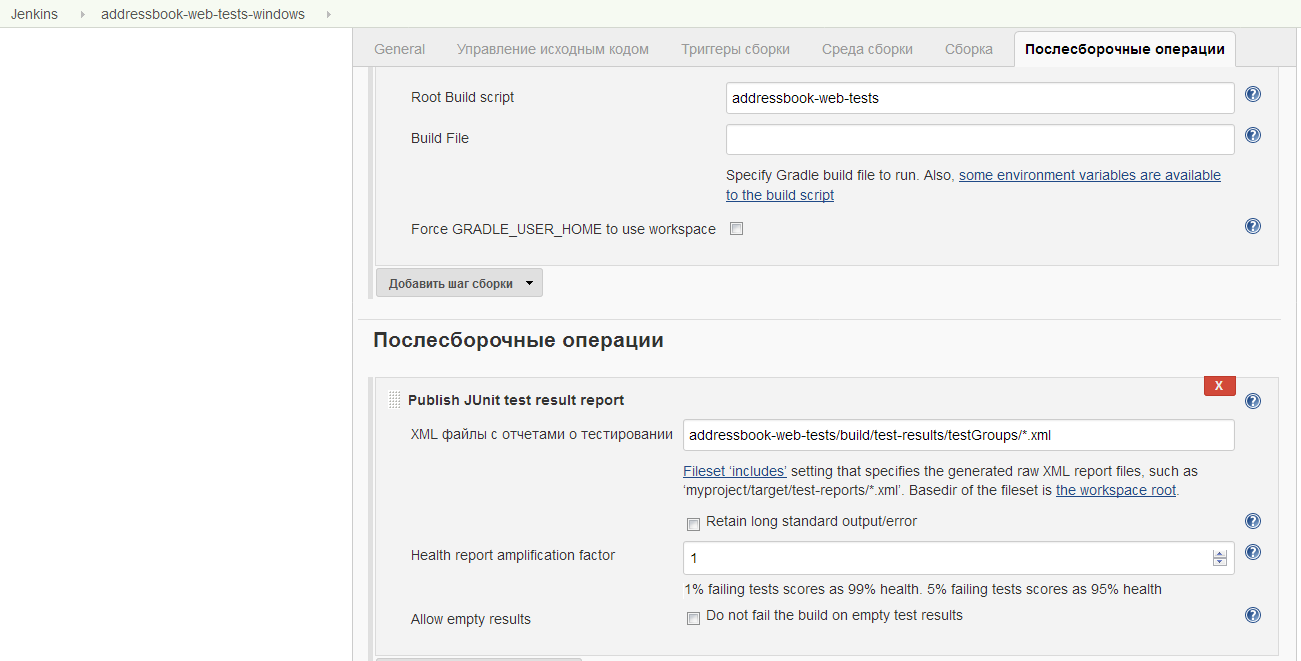 Jenkins addressbook-web-tests-windows
General Управление исходным кодом Триггеры сборки Среда сборки Сборка Послесборочные операции
Root Build script addressbook-web-tests
Build File
Specify Gradle build file to run. Also, some environment variables are available
to the build script
Force GRADLE_USER_HOME to use workspace
Добавить шаг сборки
Послесборочные операции
X
Publish JUnit test result report
XML файлы с отчетами о тестировании addressbook-web-tests/build/test-results/testGroups/*.xml
Fileset ‘includes’ setting that specifies the generated raw XML report files, such as
‘myproject/target/test-reports/*.xml’. Basedir of the fileset is the workspace root.
Retain long standard output/error
Health report amplification factor 1
1% failing tests scores as 99% health. 5% failing tests scores as 95% health
Allow empty results Do not fail the build on empty test results